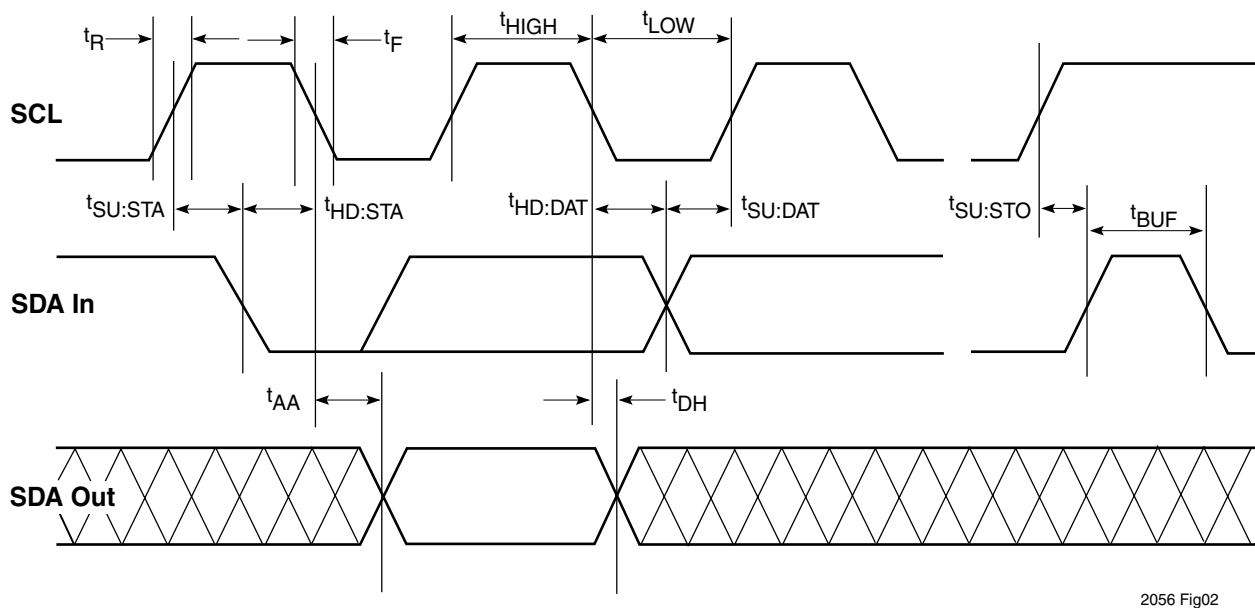 tR
tF
tHIGH
tLOW
SCL
tSU:STA
tHD:STA
tHD:DAT
tSU:DAT
tSU:STO
tBUF
SDA In
tAA
tDH
SDA Out
2056 Fig02